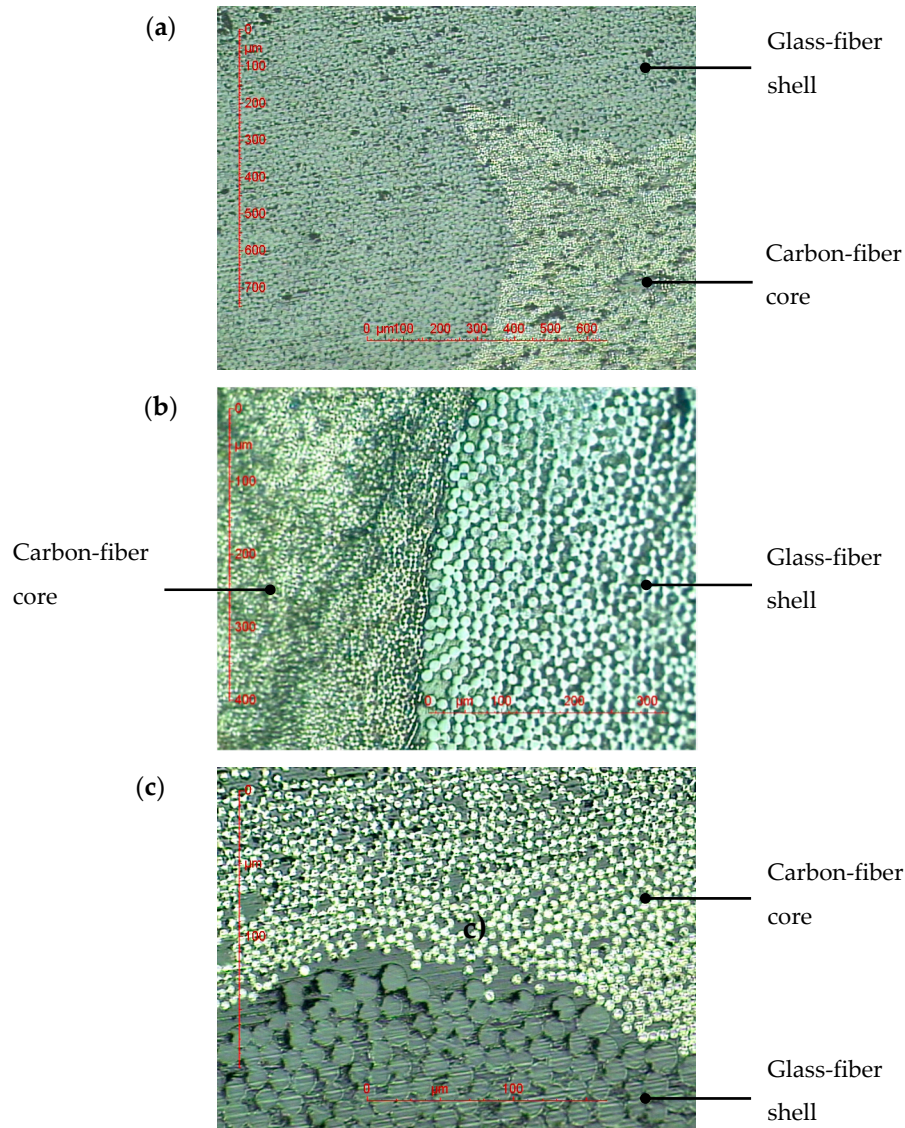 (a)
0
µm
100
200
300
400
500
600
700
0 µm100 200 300 400 500 600
Glass-fiber
shell
Carbon-fiber
core
(b)
0
µm
100
200
300
400
0 µm 100 200 300
Carbon-fiber
core
Glass-fiber
shell
(c)
0
µm
100
c)
0 µm 100
Carbon-fiber
core
Glass-fiber
shell